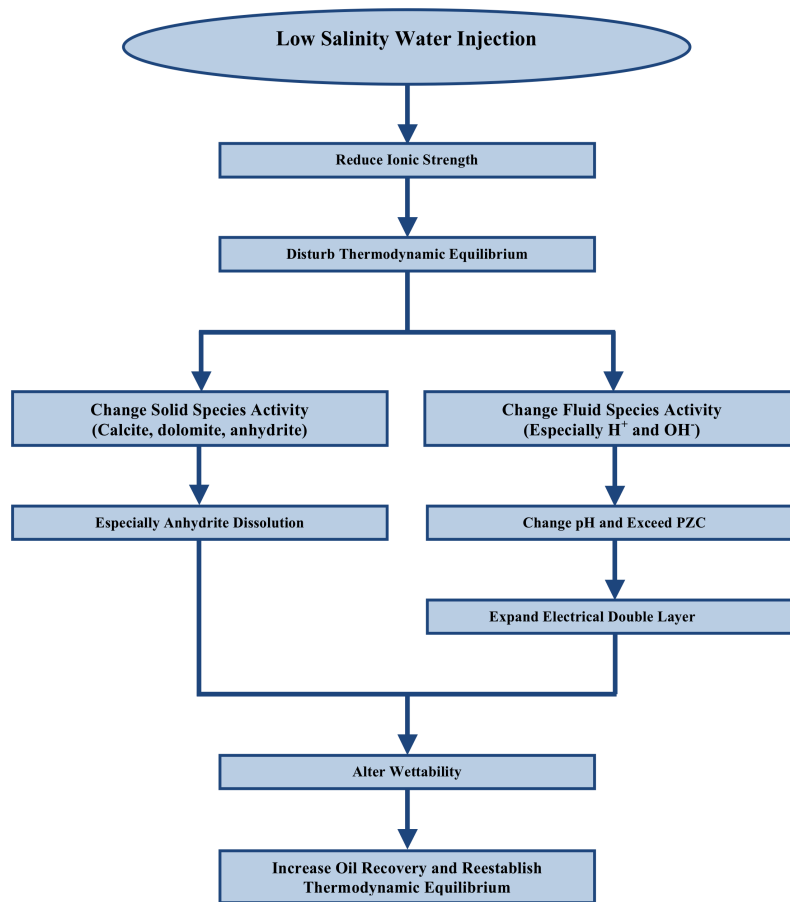 Low Salinity Water Injection
Reduce Ionic Strength
Disturb Thermodynamic Equilibrium
Change Solid Species Activity
(Calcite, dolomite, anhydrite)
Change Fluid Species Activity
(Especially H⁺ and OH⁻)
Especially Anhydrite Dissolution
Change pH and Exceed PZC
Expand Electrical Double Layer
Alter Wettability
Increase Oil Recovery and Reestablish
Thermodynamic Equilibrium